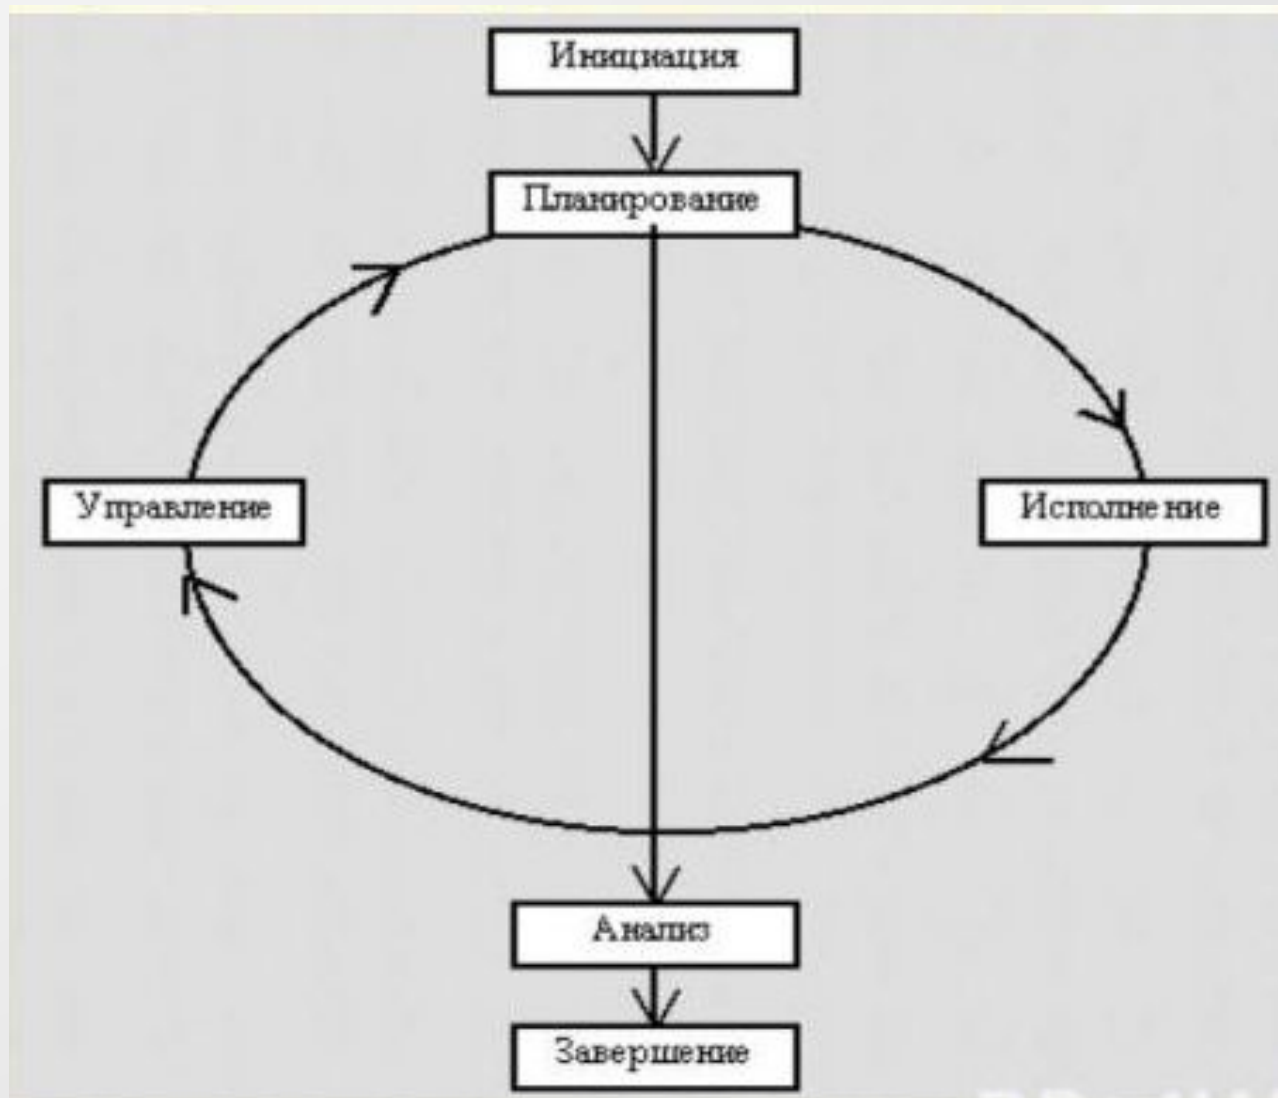 Инициация
Планирование
Управление
Исполнение
Анализ
Завершение